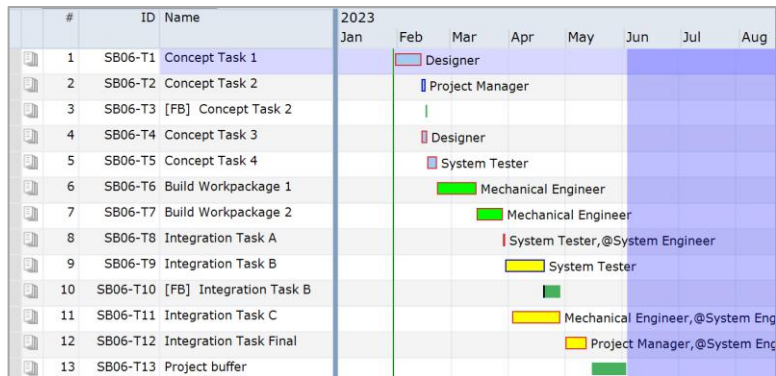 # ID Name 2023
Jan Feb Mar Apr May Jun Jul Aug
1 SB06-T1 Concept Task 1 Designer
2 SB06-T2 Concept Task 2 Project Manager
3 SB06-T3 [FB] Concept Task 2
4 SB06-T4 Concept Task 3 Designer
5 SB06-T5 Concept Task 4 System Tester
6 SB06-T6 Build Workpackage 1 Mechanical Engineer
7 SB06-T7 Build Workpackage 2 Mechanical Engineer
8 SB06-T8 Integration Task A System Tester,@System Engineer
9 SB06-T9 Integration Task B System Tester
10 SB06-T10 [FB] Integration Task B
11 SB06-T11 Integration Task C Mechanical Engineer,@System Eng
12 SB06-T12 Integration Task Final Project Manager,@System Eng
13 SB06-T13 Project buffer